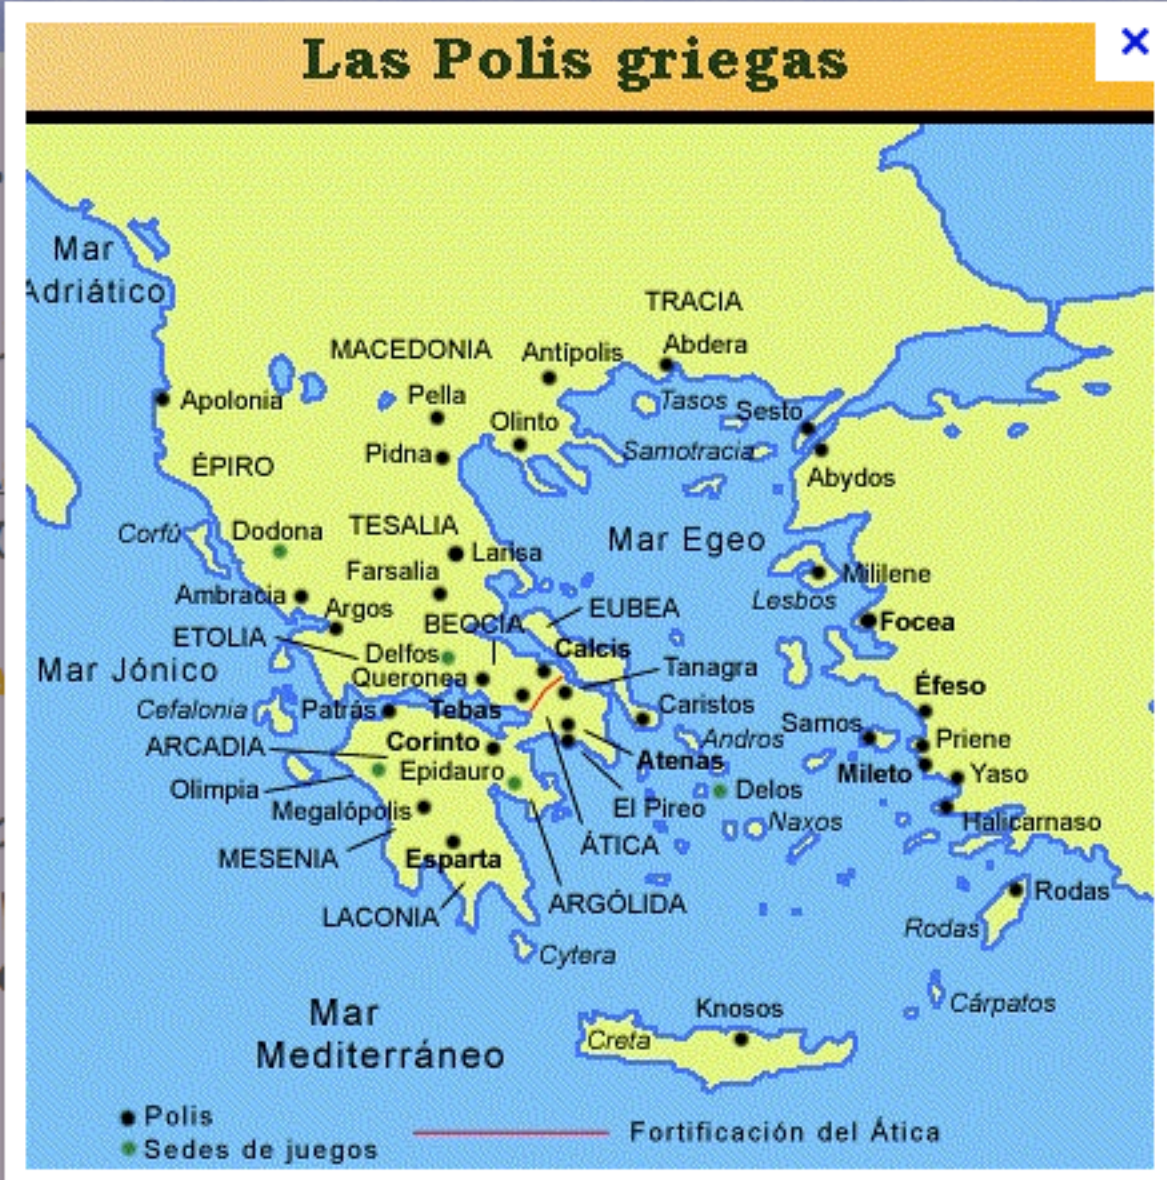 Las Polis griegas
Mar
Adriático
TRACIA
MACEDONIA
Antípolis
Abdera
Apolonia
Pella
Tasos
Sesto
Olinto
Pidna
Samotracia
ÉPIRO
Abydos
Corfú
Dodona
TESALIA
Mar Egeo
Larisa
Farsalia
Mililene
Ambracia
Lesbos
Argos
EUBEA
BEOCIA
Focea
ETOLIA
Delfos
Calcis
Mar Jónico
Queronea
Tanagra
Éfeso
Cefalonia
Patrás
Tebas
Caristos
Samos
ARCADIA
Corinto
Andros
Priene
Atenas
Olimpia
Epidauro
Mileto
Yaso
Megalópolis
El Pireo
Delos
Naxos
Halicarnaso
MESENIA
Esparta
ÁTICA
LACONIA
ARGÓLIDA
Rodas
Rodas
Cytera
Mar
Mediterráneo
Knosos
Cárpatos
Creta
Polis
Sedes de juegos
Fortificación del Ática